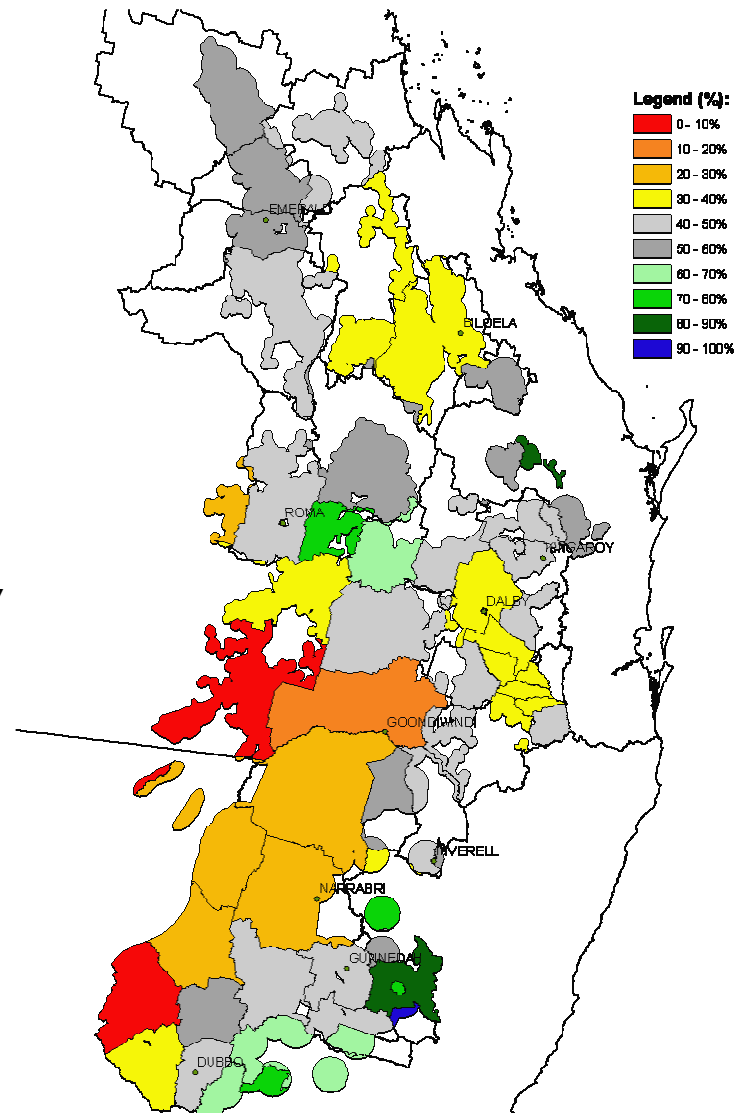 Legend (%):
0 - 10%
10 - 20%
20 - 30%
30 - 40%
40 - 50%
50 - 60%
60 - 70%
70 - 80%
80 - 90%
90 - 100%
EMERALD
BILOELA
ROMA
DALBY
GOONDIWINDI
INVERELL
NARRABRI
GUNNEDAH
DUBBO